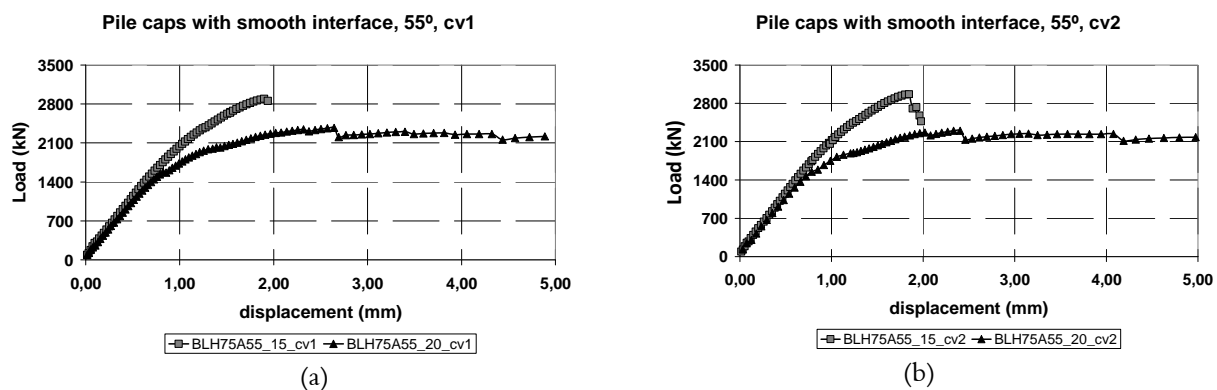 Pile caps with smooth interface, 55º, cv1
3500
2800
2100
1400
700
0
Load (kN)
0,00 1,00 2,00 3,00 4,00 5,00
displacement (mm)
BLH75A55_15_cv1 BLH75A55_20_cv1
(a)
Pile caps with smooth interface, 55º, cv2
3500
2800
2100
1400
700
0
Load (kN)
0,00 1,00 2,00 3,00 4,00 5,00
displacement (mm)
BLH75A55_15_cv2 BLH75A55_20_cv2
(b)